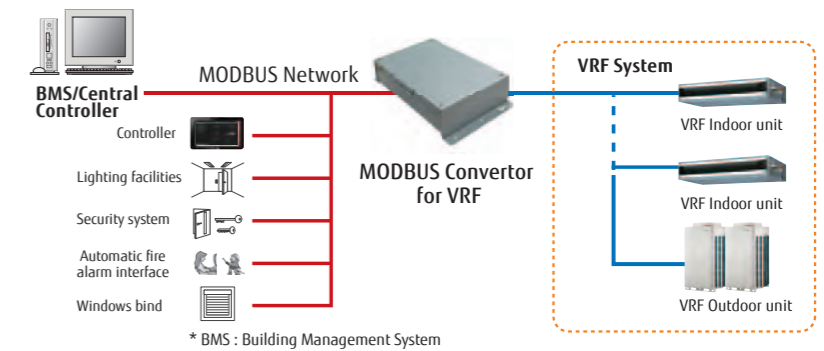 MODBUS Network
VRF System
BMS/Central
Controller
Controller
VRF Indoor unit
Lighting facilities
MODBUS Convertor
for VRF
VRF Indoor unit
Security system
Automatic fire
alarm interface
Windows bind
VRF Outdoor unit
* BMS : Building Management System